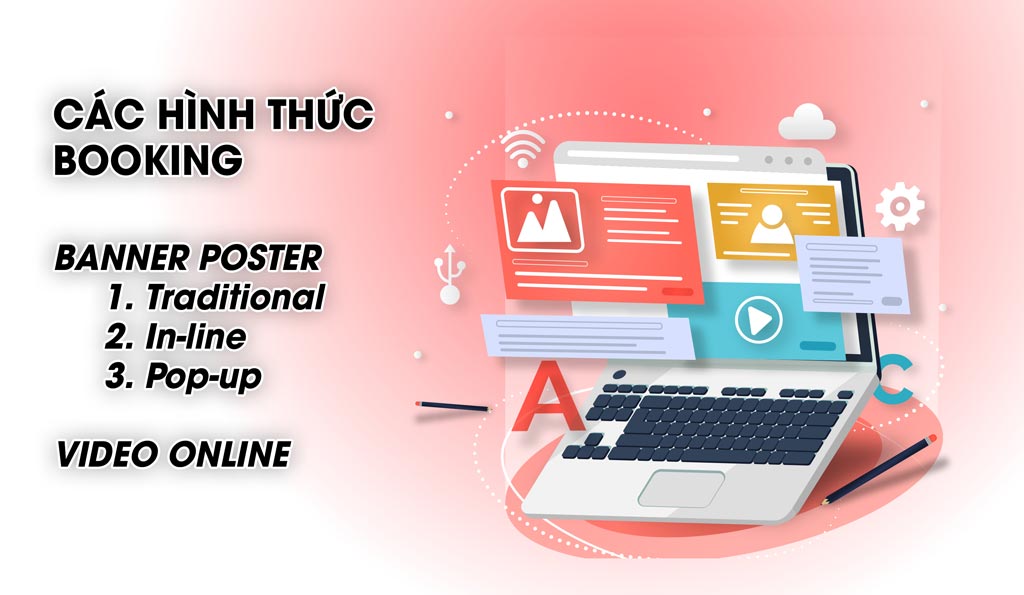 CÁC HÌNH THỨC
BOOKING
BANNER POSTER
1. Traditional
2. In-line
3. Pop-up
VIDEO ONLINE
A
C